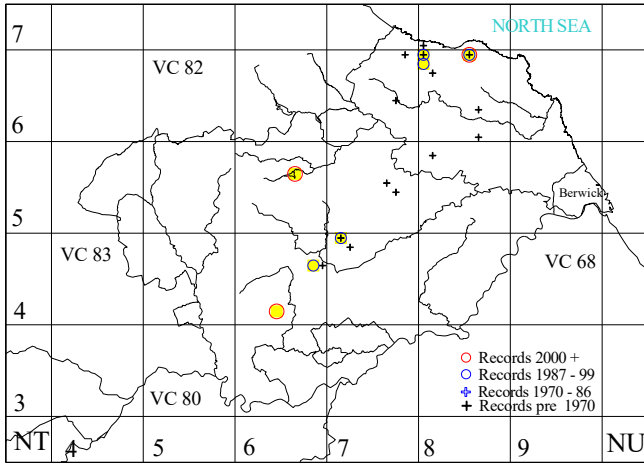 7
NORTH SEA
VC 82
6
Berwick
5
VC 83
VC 68
4
Records 2000 +
Records 1987 - 99
VC 80
Records 1970 - 86
3
Records pre 1970
NT 4 5 6 7 8 9 NU